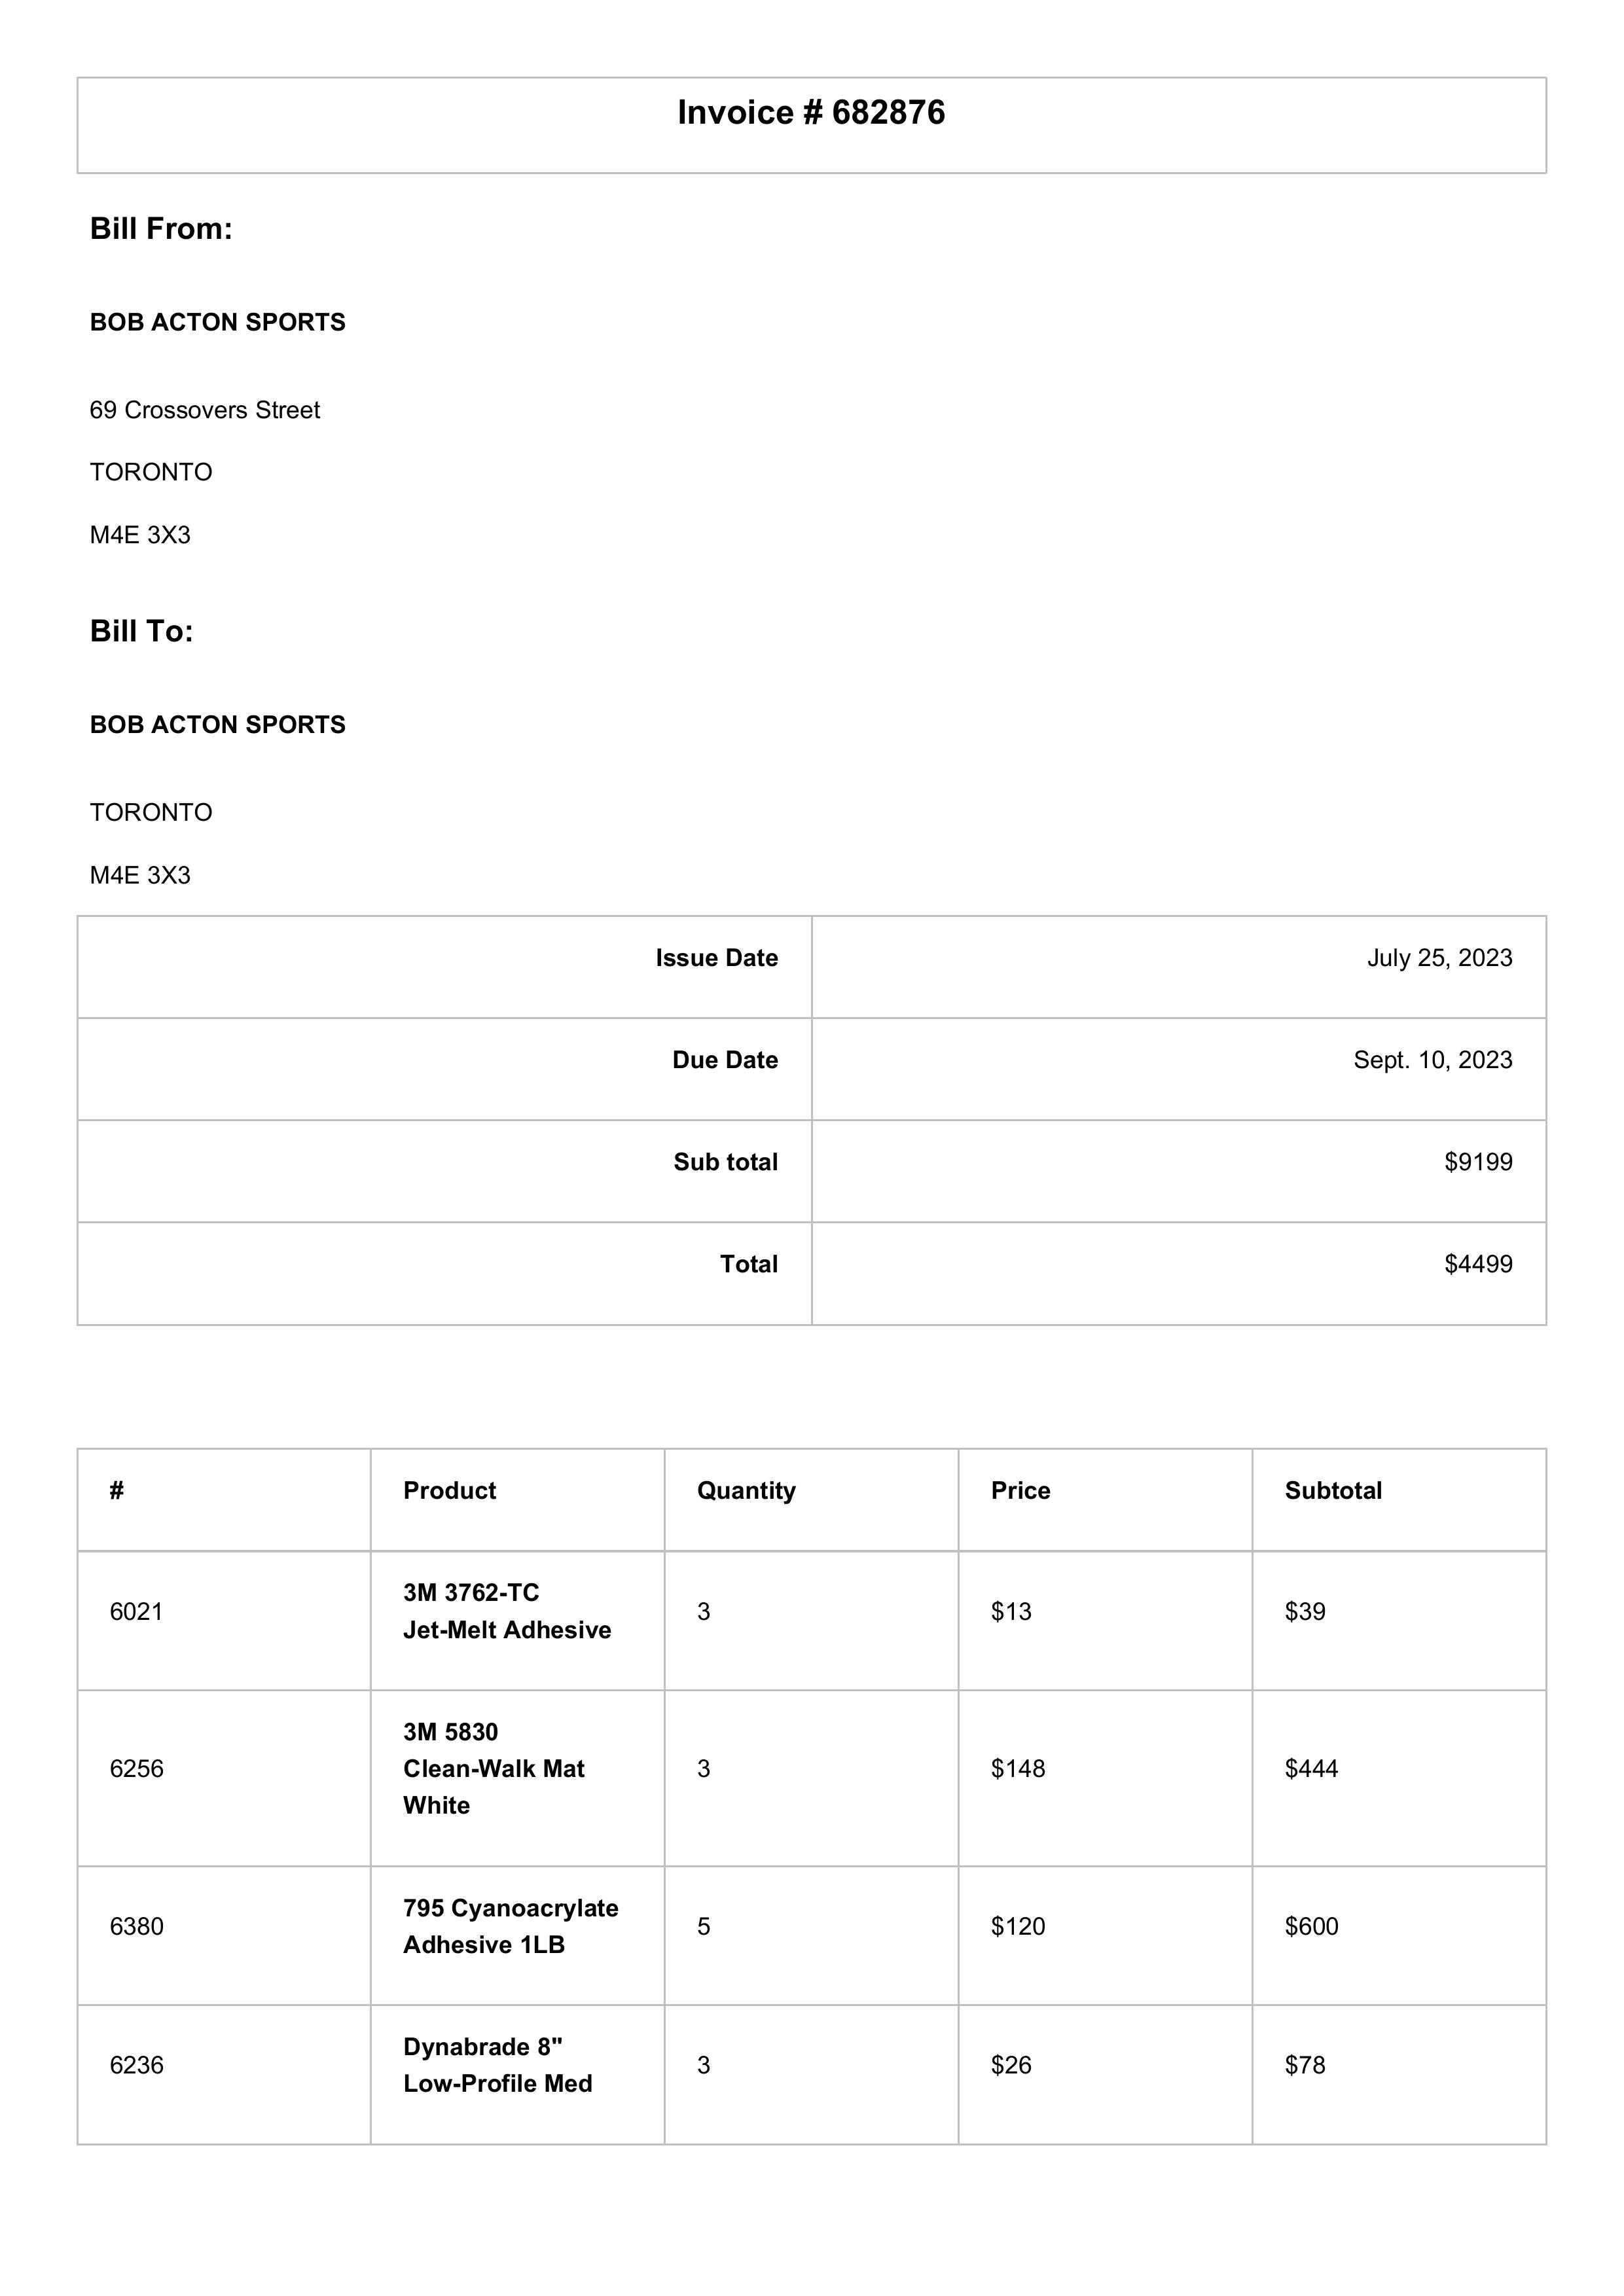 Invoice # 682876
Bill From:
BOB ACTON SPORTS
69 Crossovers Street
TORONTO
M4E 3X3
Bill To:
BOB ACTON SPORTS
TORONTO
M4E 3X3
Issue Date July 25, 2023
Due Date Sept. 10, 2023
Sub total $9199
Total $4499
# Product Quantity Price Subtotal
6021 3M 3762-TC 3 $13 $39
Jet-Melt Adhesive
6256 3M 5830 3 $148 $444
Clean-Walk Mat
White
6380 795 Cyanoacrylate 5 $120 $600
Adhesive 1LB
6236 Dynabrade 8" 3 $26 $78
Low-Profile Med